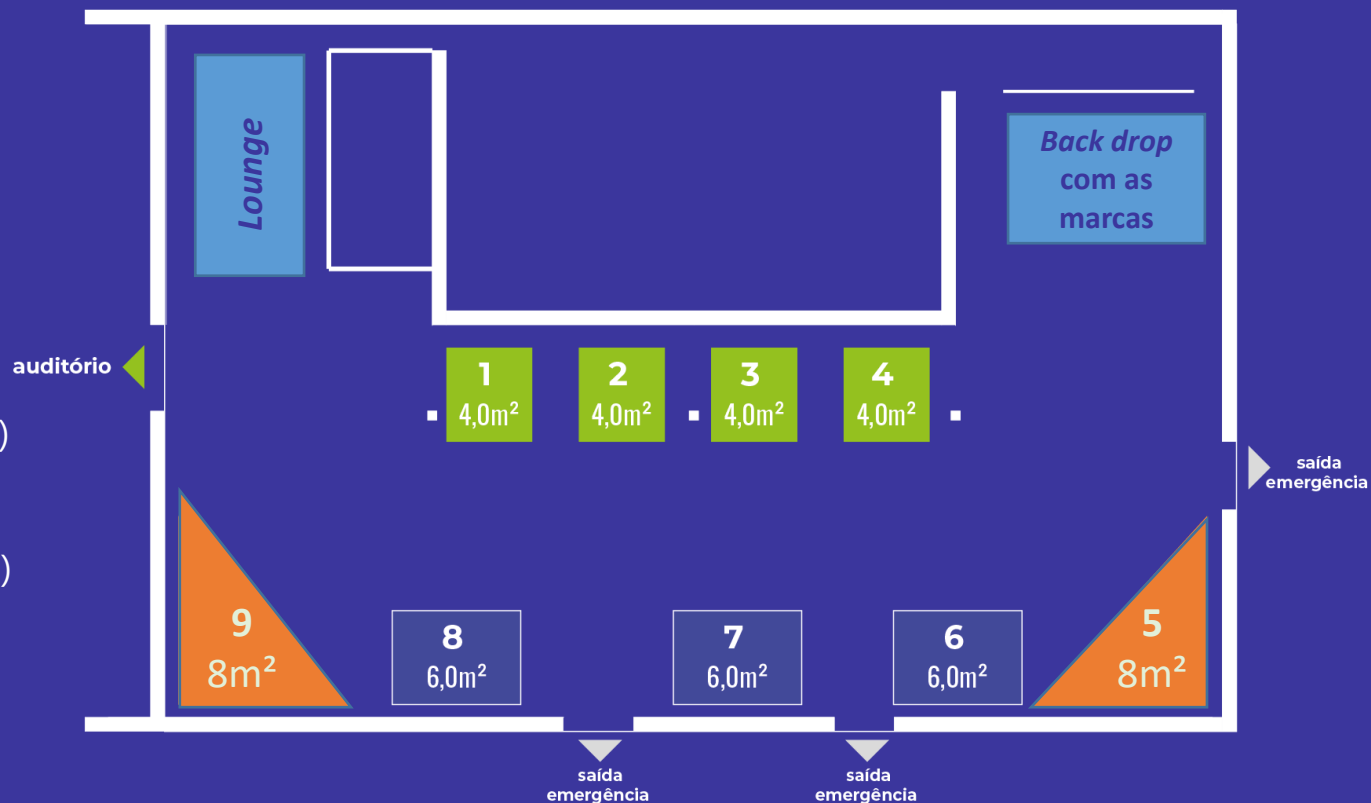 Lounge
Back drop
com as
marcas
auditório
1
4,0m²
2
4,0m²
3
4,0m²
4
4,0m²
)
saída
emergência
)
9
8m²
8
6,0m²
7
6,0m²
6
6,0m²
5
8m²
saída
emergência
saída
emergência